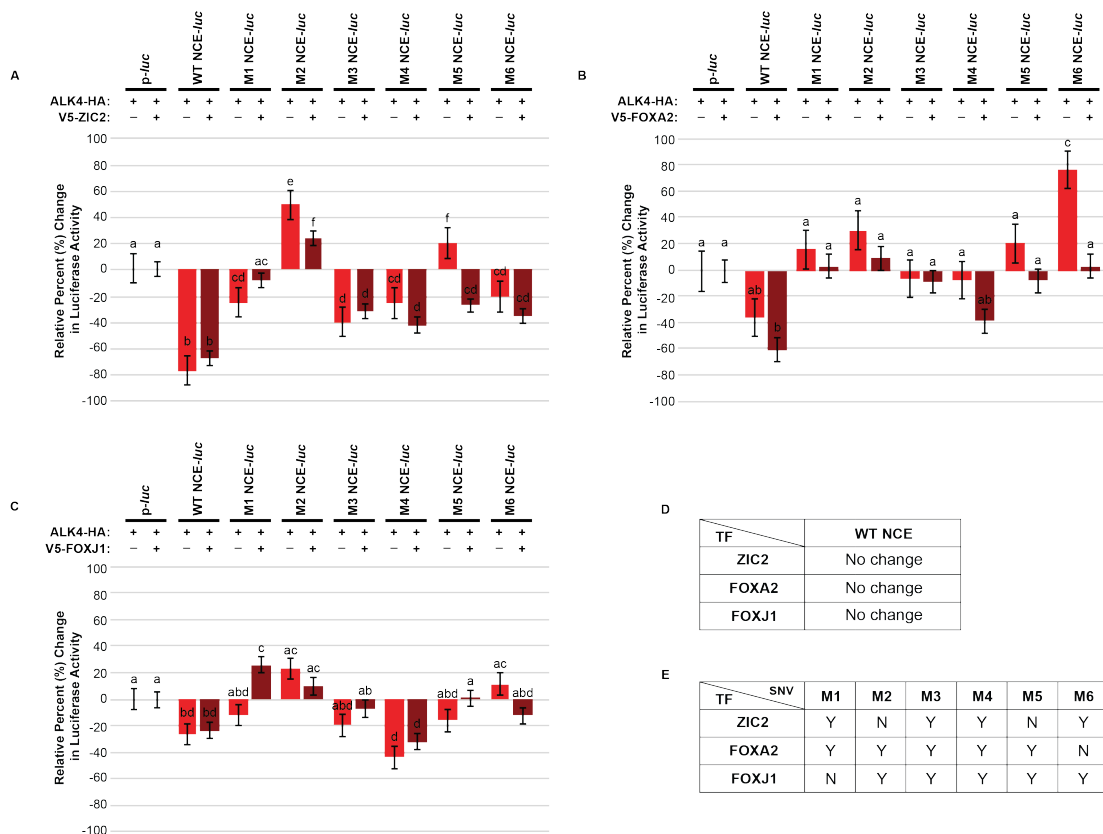 A
p-luc WT NCE-luc M1 NCE-luc M2 NCE-luc M3 NCE-luc M4 NCE-luc M5 NCE-luc M6 NCE-luc
ALK4-HA: + + + + + + + + + + + + + + + +
V5-ZIC2: – + – + – + – + – + – + – + – +
Relative Percent (%) Change
in Luciferase Activity
100
80
60
40
20
0
-20
-40
-60
-80
-100
a a b b cd ac e f d d cd d f cd cd cd
B
p-luc WT NCE-luc M1 NCE-luc M2 NCE-luc M3 NCE-luc M4 NCE-luc M5 NCE-luc M6 NCE-luc
ALK4-HA: + + + + + + + + + + + + + + + +
V5-FOXA2: – + – + – + – + – + – + – + – +
Relative Percent (%) Change
in Luciferase Activity
100
80
60
40
20
0
-20
-40
-60
-80
-100
a a ab b a a a a a a a ab a a c a
C
p-luc WT NCE-luc M1 NCE-luc M2 NCE-luc M3 NCE-luc M4 NCE-luc M5 NCE-luc M6 NCE-luc
ALK4-HA: + + + + + + + + + + + + + + + +
V5-FOXJ1: – + – + – + – + – + – + – + – +
Relative Percent (%) Change
in Luciferase Activity
100
80
60
40
20
0
-20
-40
-60
-80
-100
a a bd bd abd c ac ac abd ab d d abd a ac abd
D
TF WT NCE
ZIC2 No change
FOXA2 No change
FOXJ1 No change
E
TF SNV M1 M2 M3 M4 M5 M6
ZIC2 Y N Y Y N Y
FOXA2 Y Y Y Y Y N
FOXJ1 N Y Y Y Y Y